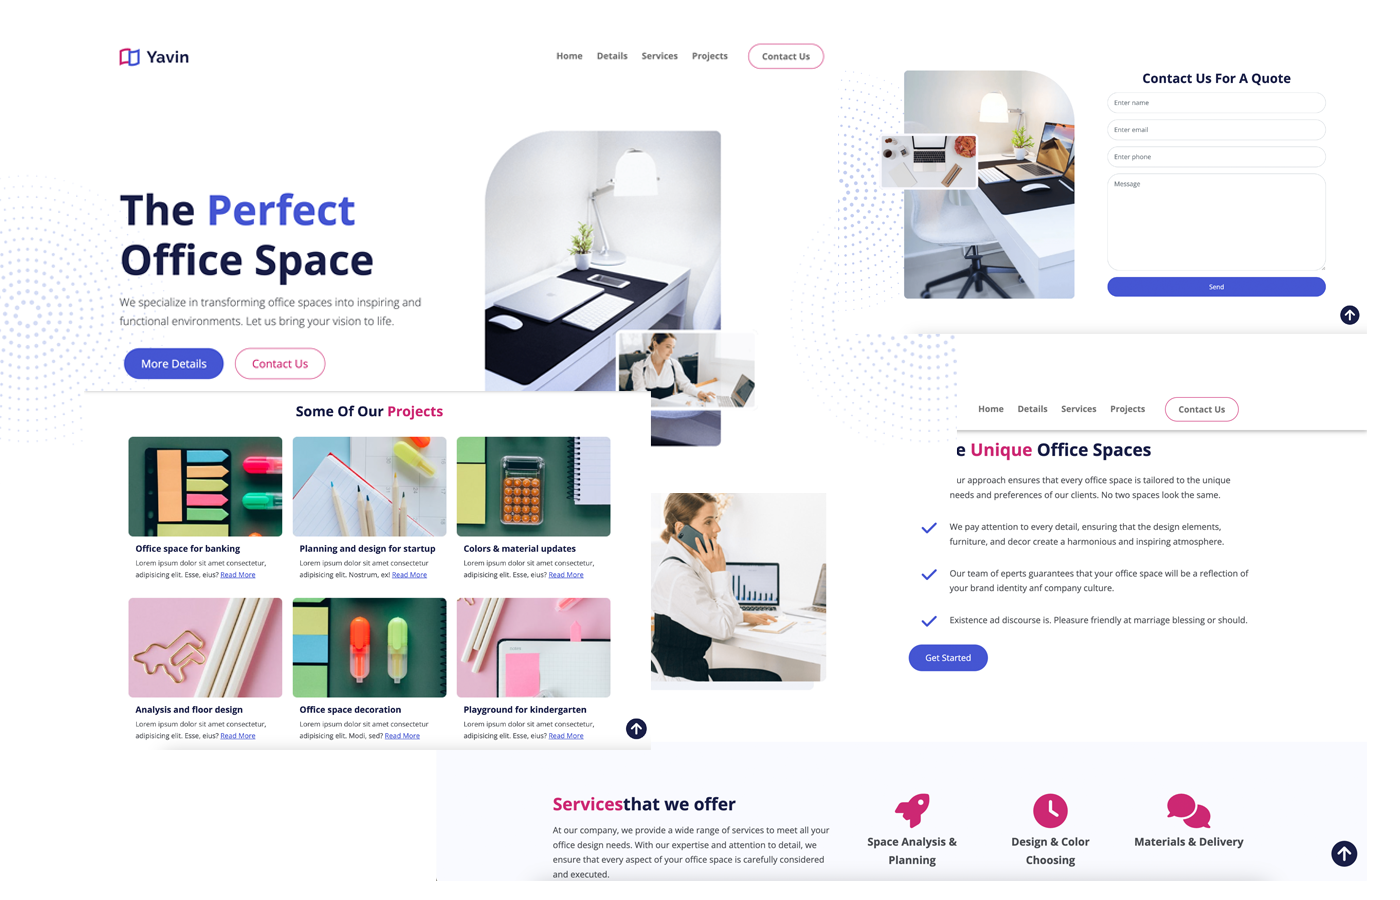 Yavin
Home Details Services Projects Contact Us
The Perfect
Office Space
We specialize in transforming office spaces into inspiring and
functional environments. Let us bring your vision to life.
More Details Contact Us
Contact Us For A Quote
Enter name
Enter email
Enter phone
Message
Send
Some Of Our Projects
Office space for banking
Lorem ipsum dolor sit amet consectetur,
adipisicing elit. Esse, eius? Read More
Planning and design for startup
Lorem ipsum dolor sit amet consectetur
adipisicing elit. Nostrum, ex! Read More
Colors & material updates
Lorem ipsum dolor sit amet consectetur,
adipisicing elit. Esse, eius? Read More
Analysis and floor design
Lorem ipsum dolor sit amet consectetur,
adipisicing elit. Esse, eius? Read More
Office space decoration
Lorem ipsum dolor sit amet consectetur
adipisicing elit. Modi, sed? Read More
Playground for kindergarten
Lorem ipsum dolor sit amet consectetur,
adipisicing elit. Esse, eius? Read More
Home Details Services Projects Contact Us
e Unique Office Spaces
ur approach ensures that every office space is tailored to the unique
needs and preferences of our clients. No two spaces look the same.
We pay attention to every detail, ensuring that the design elements,
furniture, and decor create a harmonious and inspiring atmosphere.
Our team of eperts guarantees that your office space will be a reflection of
your brand identity anf company culture.
Existence ad discourse is. Pleasure friendly at marriage blessing or should.
Get Started
Servicesthat we offer
At our company, we provide a wide range of services to meet all your
office design needs. With our expertise and attention to detail, we
ensure that every aspect of your office space is carefully considered
and executed.
Space Analysis &
Planning
Design & Color
Choosing
Materials & Delivery